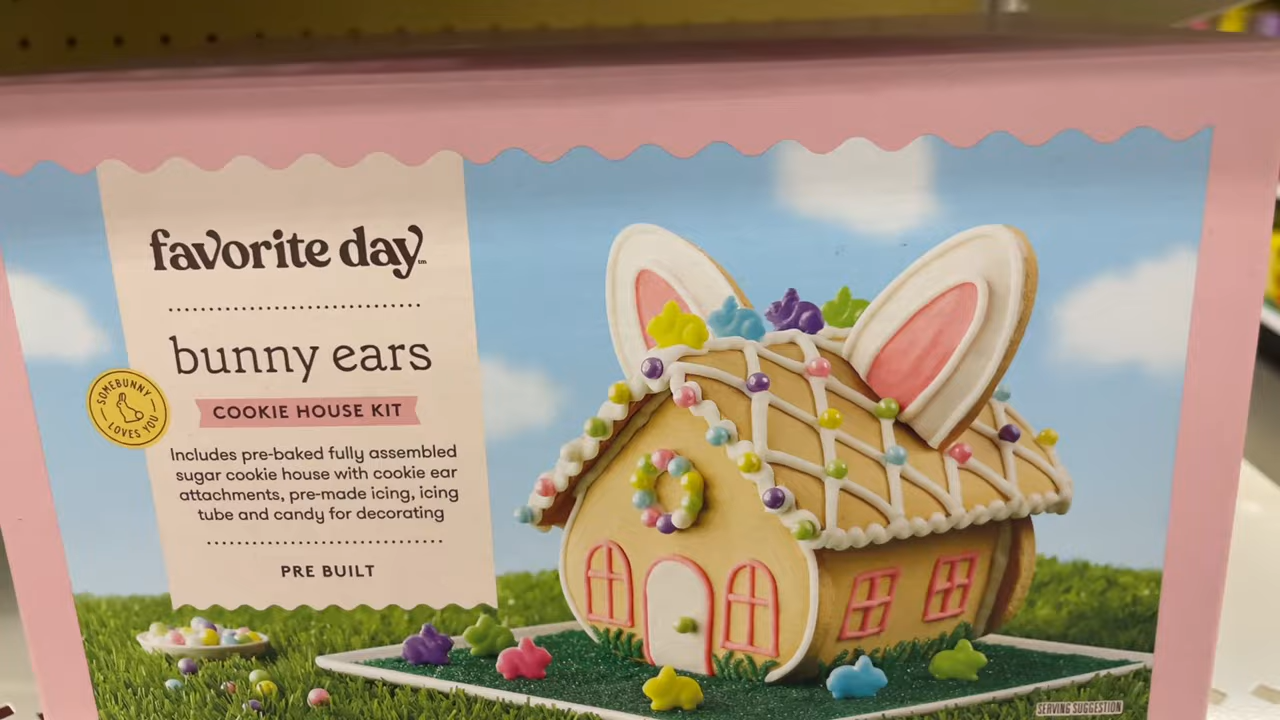 favorite day™
bunny ears
COOKIE HOUSE KIT
SOMEBUNNY
LOVES YOU
Includes pre-baked fully assembled
sugar cookie house with cookie ear
attachments, pre-made icing, icing
tube and candy for decorating
PRE BUILT
SERVING SUGGESTION